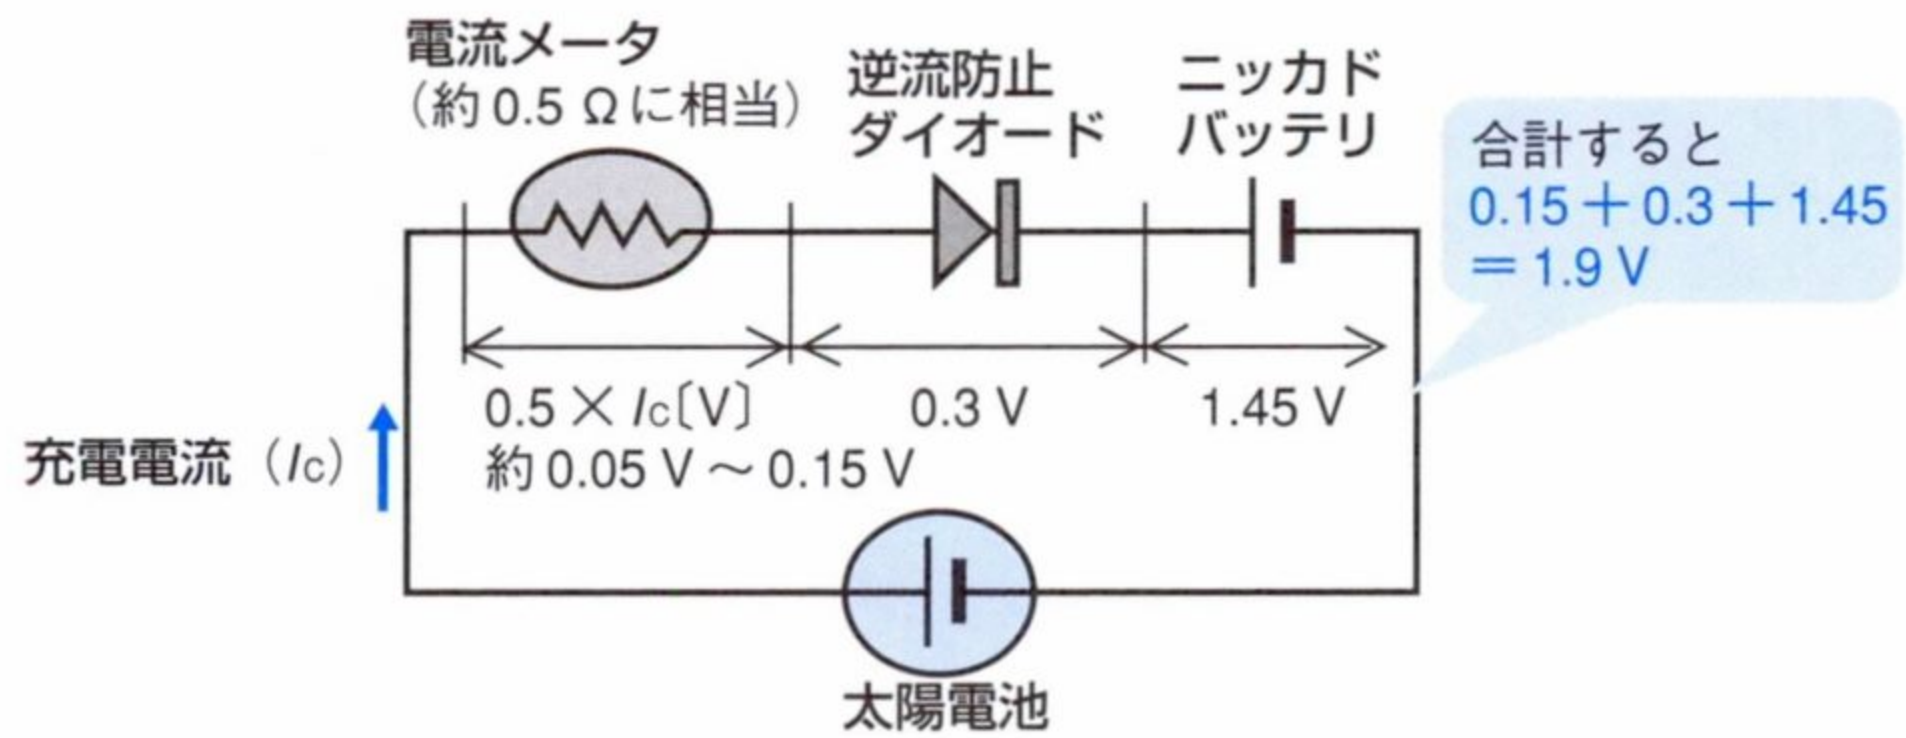 電流メータ
（約0.5 Ωに相当）
逆流防止
ダイオード
ニッカド
バッテリ
合計すると
0.15＋0.3＋1.45
＝1.9 V
0.5 × IC〔V〕
約0.05 V～0.15 V
0.3 V
1.45 V
充電電流（IC）
太陽電池